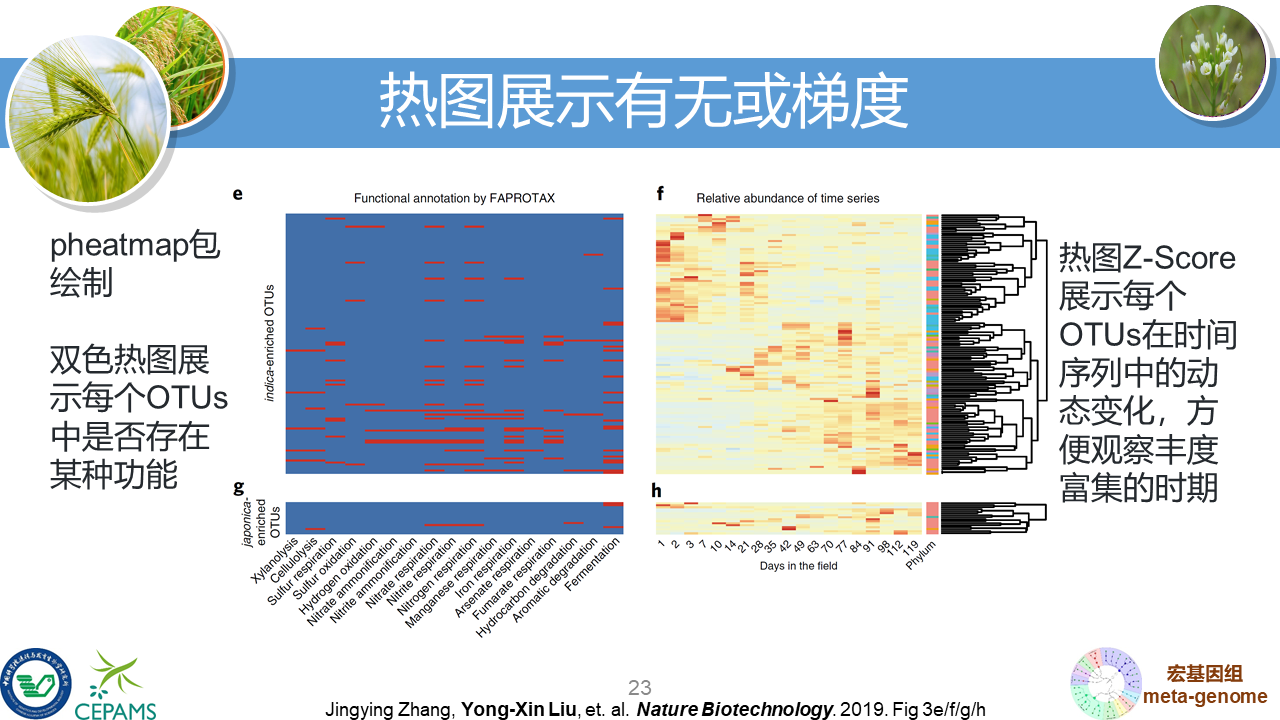 热图展示有无或梯度
pheatmap包
绘制
双色热图展
示每个OTUs
中是否存在
某种功能
e
Functional annotation by FAPROTAX
indica-enriched OTUs
g
japonica-
enriched
OTUs
Xylanolysis
Cellulolysis
Sulfur respiration
Sulfur oxidation
Hydrogen oxidation
Nitrate ammonification
Nitrite ammonification
Nitrate respiration
Nitrite respiration
Nitrogen respiration
Manganese respiration
Iron respiration
Arsenate respiration
Fumarate respiration
Hydrocarbon degradation
Aromatic degradation
Fermentation
f
Relative abundance of time series
h
1 2 3 7 10 14 21 28 35 42 49 63 70 77 84 91 98 112 119
Phylum
Days in the field
热图Z-Score
展示每个
OTUs在时间
序列中的动
态变化，方
便观察丰度
富集的时期
CEPAMS
23
Jingying Zhang, Yong-Xin Liu, et. al. Nature Biotechnology. 2019. Fig 3e/f/g/h
宏基因组
meta-genome